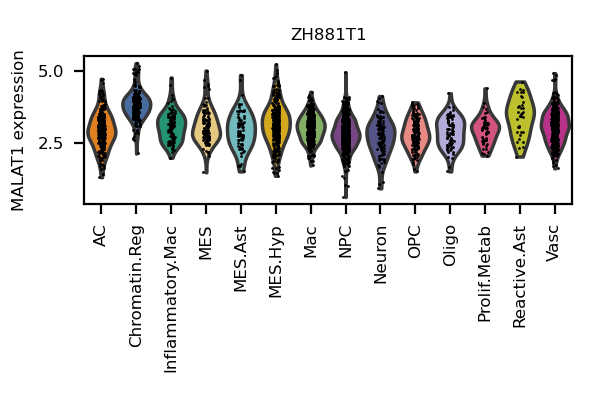 ZH881T1
MALAT1 expression
5.0
2.5
AC
Chromatin.Reg
Inflammatory.Mac
MES
MES.Ast
MES.Hyp
Mac
NPC
Neuron
OPC
Oligo
Prolif.Metab
Reactive.Ast
Vasc